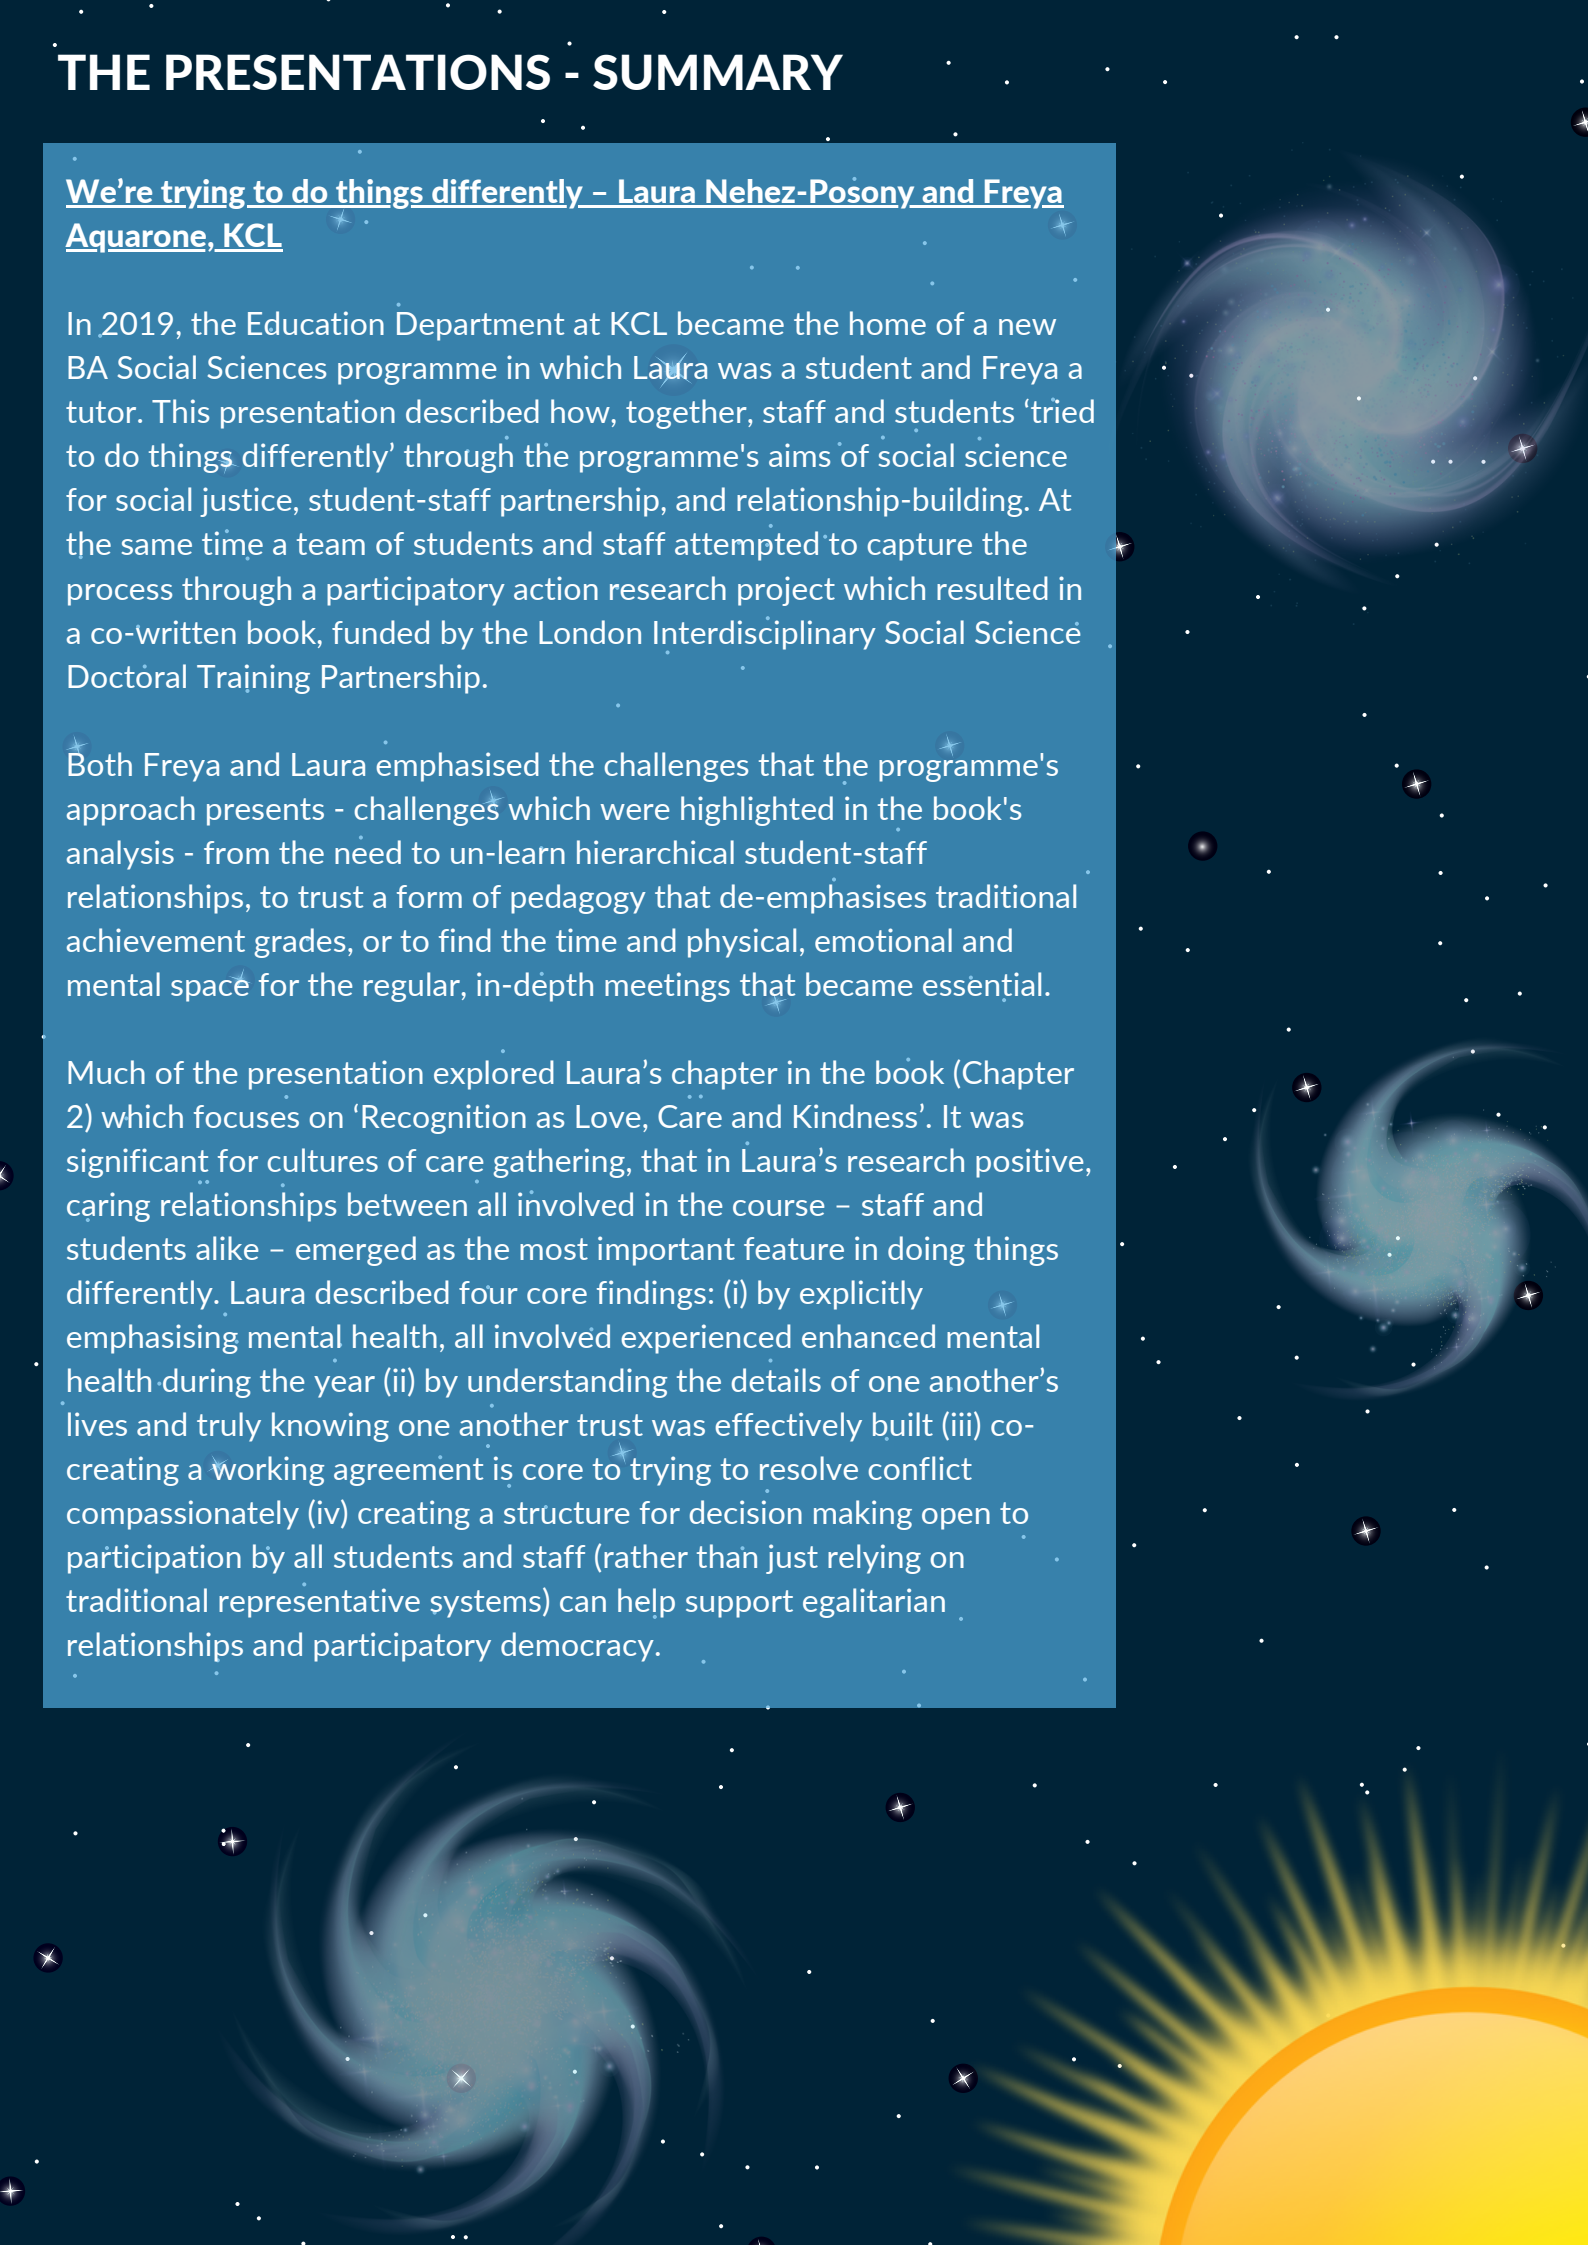 THE PRESENTATIONS - SUMMARY
We’re trying to do things differently – Laura Nehez-Posony and Freya
Aquarone, KCL
In 2019, the Education Department at KCL became the home of a new
BA Social Sciences programme in which Laura was a student and Freya a
tutor. This presentation described how, together, staff and students ‘tried
to do things differently’ through the programme's aims of social science
for social justice, student-staff partnership, and relationship-building. At
the same time a team of students and staff attempted to capture the
process through a participatory action research project which resulted in
a co-written book, funded by the London Interdisciplinary Social Science
Doctoral Training Partnership.
Both Freya and Laura emphasised the challenges that the programme's
approach presents - challenges which were highlighted in the book's
analysis - from the need to un-learn hierarchical student-staff
relationships, to trust a form of pedagogy that de-emphasises traditional
achievement grades, or to find the time and physical, emotional and
mental space for the regular, in-depth meetings that became essential.
Much of the presentation explored Laura’s chapter in the book (Chapter
2) which focuses on ‘Recognition as Love, Care and Kindness’. It was
significant for cultures of care gathering, that in Laura’s research positive,
caring relationships between all involved in the course – staff and
students alike – emerged as the most important feature in doing things
differently. Laura described four core findings: (i) by explicitly
emphasising mental health, all involved experienced enhanced mental
health during the year (ii) by understanding the details of one another’s
lives and truly knowing one another trust was effectively built (iii) co-
creating a working agreement is core to trying to resolve conflict
compassionately (iv) creating a structure for decision making open to
participation by all students and staff (rather than just relying on
traditional representative systems) can help support egalitarian
relationships and participatory democracy.